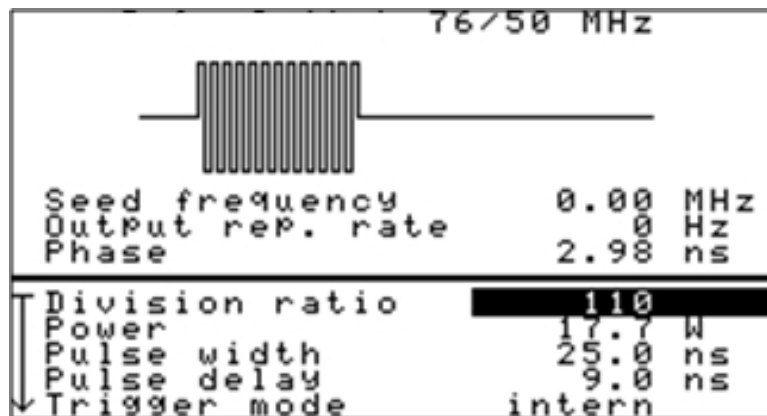 76/50 MHz
Seed frequency 0.00 MHz
Output rep. rate 0 Hz
Phase 2.98 ns
Division ratio 110
Power 17.7 W
Pulse width 25.0 ns
Pulse delay 9.0 ns
Trigger mode intern